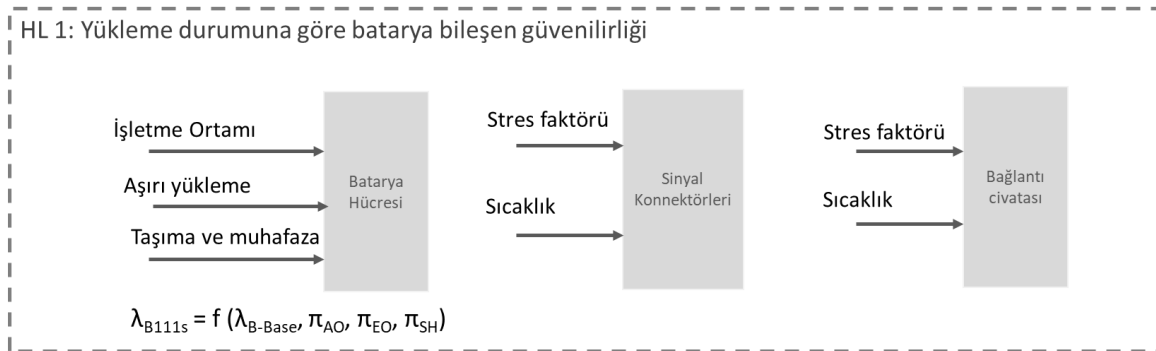 HL 1: Yükleme durumuna göre batarya bileşen güvenilirliği
İşletme Ortamı
Aşırı yükleme
Taşıma ve muhafaza
Batarya
Hücresi
Stres faktörü
Sıcaklık
Sinyal
Konnektörleri
Stres faktörü
Sıcaklık
Bağlantı
civatası
λB111s = f (λB-Base, πAO, πEO, πSH)